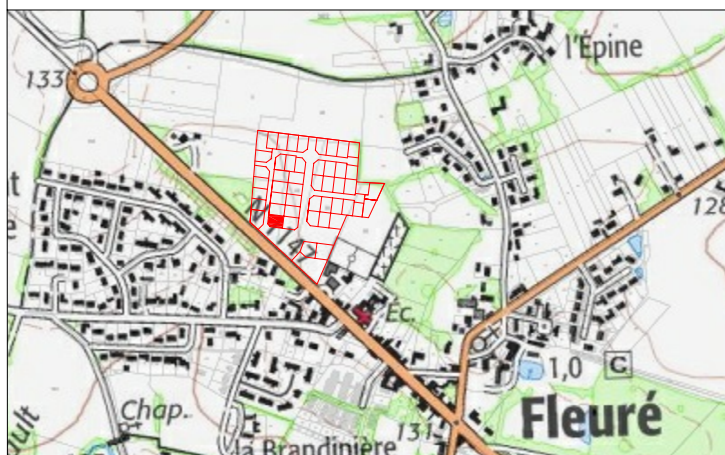 l'Épine
133
N 147
128
Éc.
1,0 C
Fleuré
Chap.
131
la Brandinière